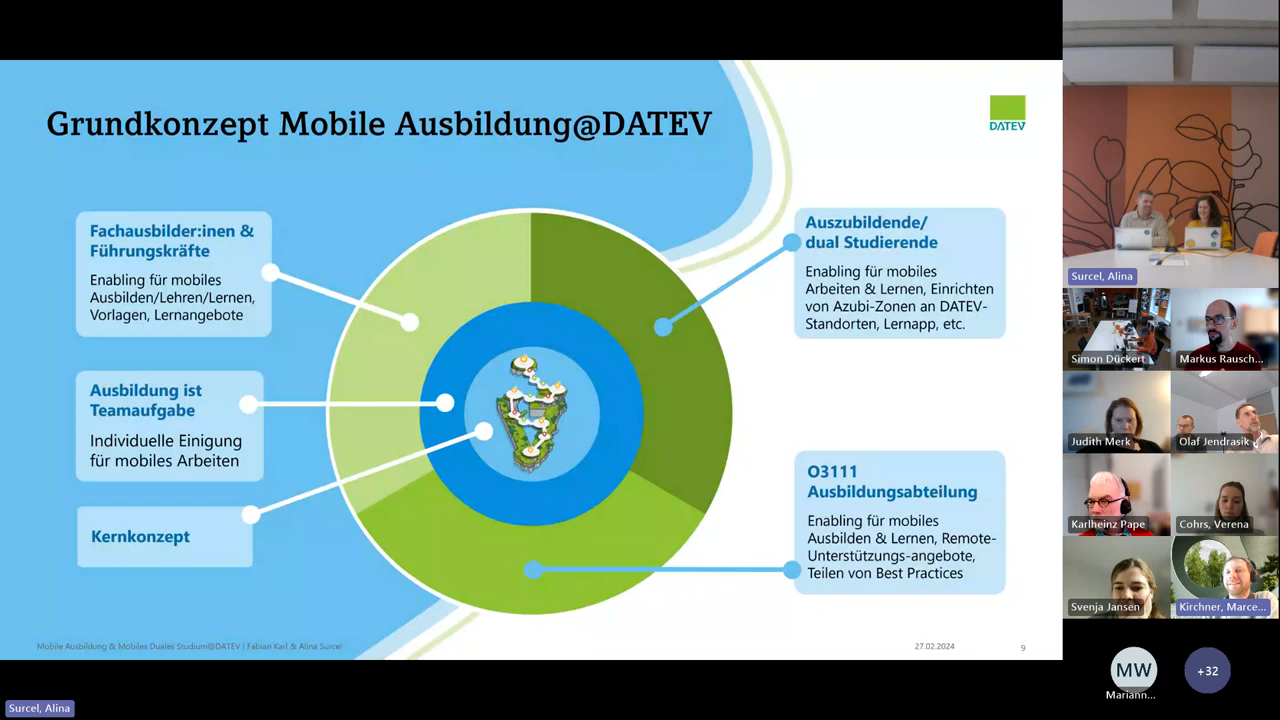 Grundkonzept Mobile Ausbildung@DATEV
DATEV
Fachausbilder:inen &
Führungskräfte
Enabling für mobiles
Ausbilden/Lehren/Lernen,
Vorlagen, Lernangebote
Ausbildung ist
Teamaufgabe
Individuelle Einigung
für mobiles Arbeiten
Kernkonzept
Auszubildende/
dual Studierende
Enabling für mobiles
Arbeiten & Lernen, Einrichten
von Azubi-Zonen an DATEV-
Standorten, Lernapp, etc.
O3111
Ausbildungsabteilung
Enabling für mobiles
Ausbilden & Lernen, Remote-
Unterstützungs-angebote,
Teilen von Best Practices
Mobile Ausbildung & Mobiles Duales Studium@DATEV | Fabian Karl & Alina Surcel
27.02.2024
9
Surcel, Alina
Surcel, Alina
Simon Dückert
Markus Rausch...
Judith Merk
Olaf Jendrasik
Karlheinz Pape
Cohrs, Verena
Svenja Jansen
Kirchner, Marce...
MW
+32
Mariann...